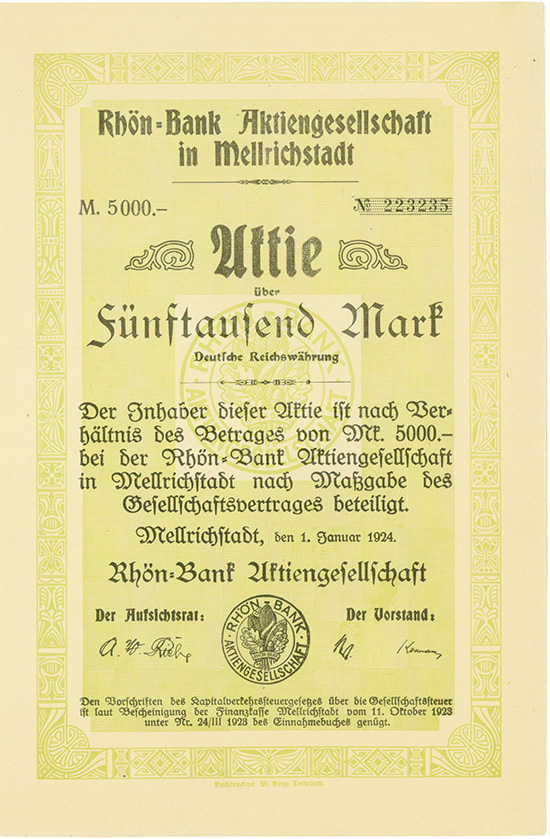 Rhön-Bank Aktiengesellschaft
in Mellrichstadt
M. 5000.–
№ 223235
Aktie
über
Fünftausend Mark
Deutsche Reichswährung
Der Inhaber dieser Aktie ist nach Ver-
hältnis des Betrages von Mk. 5000.–
bei der Rhön-Bank Aktiengesellschaft
in Mellrichstadt nach Maßgabe des
Gesellschaftsvertrages beteiligt.
Mellrichstadt, den 1. Januar 1924.
Rhön-Bank Aktiengesellschaft
Der Aufsichtsrat:
Der Vorstand:
RHÖN-BANK
AKTIENGESELLSCHAFT
Den Vorschriften des Kapitalverkehrssteuergesetzes über die Gesellschaftssteuer
ist laut Bescheinigung der Finanzkasse Mellrichstadt vom 11. Oktober 1923
unter Nr. 24/III 1923 des Einnahmebuches genügt.
Buchdruckerei M.